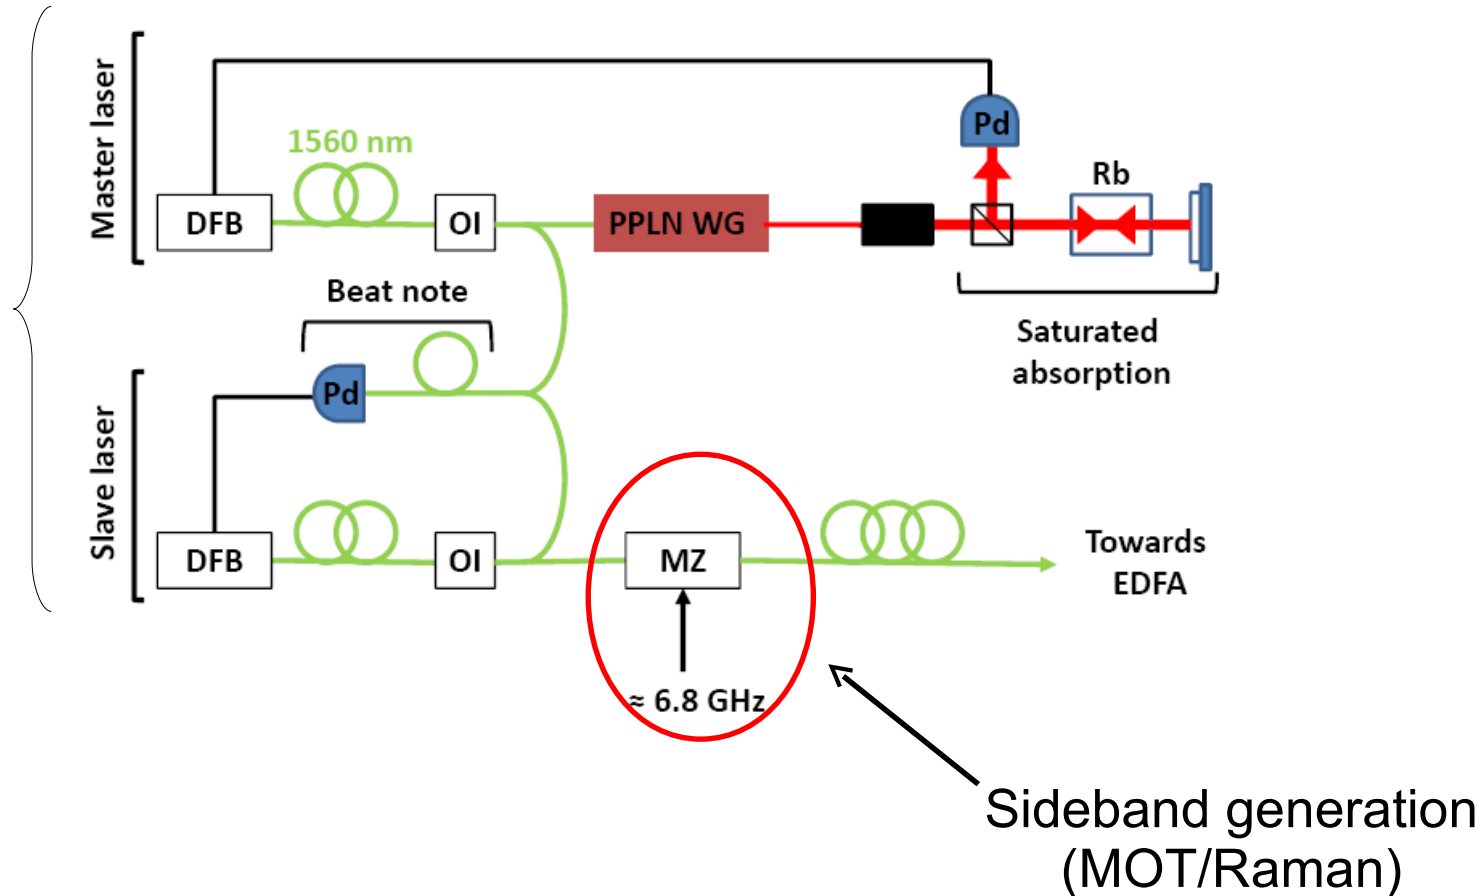 Master laser
1560 nm
DFB
OI
PPLN WG
Pd
Rb
Saturated
absorption
Beat note
Slave laser
Pd
DFB
OI
MZ
≈ 6.8 GHz
Towards
EDFA
Sideband generation
(MOT/Raman)